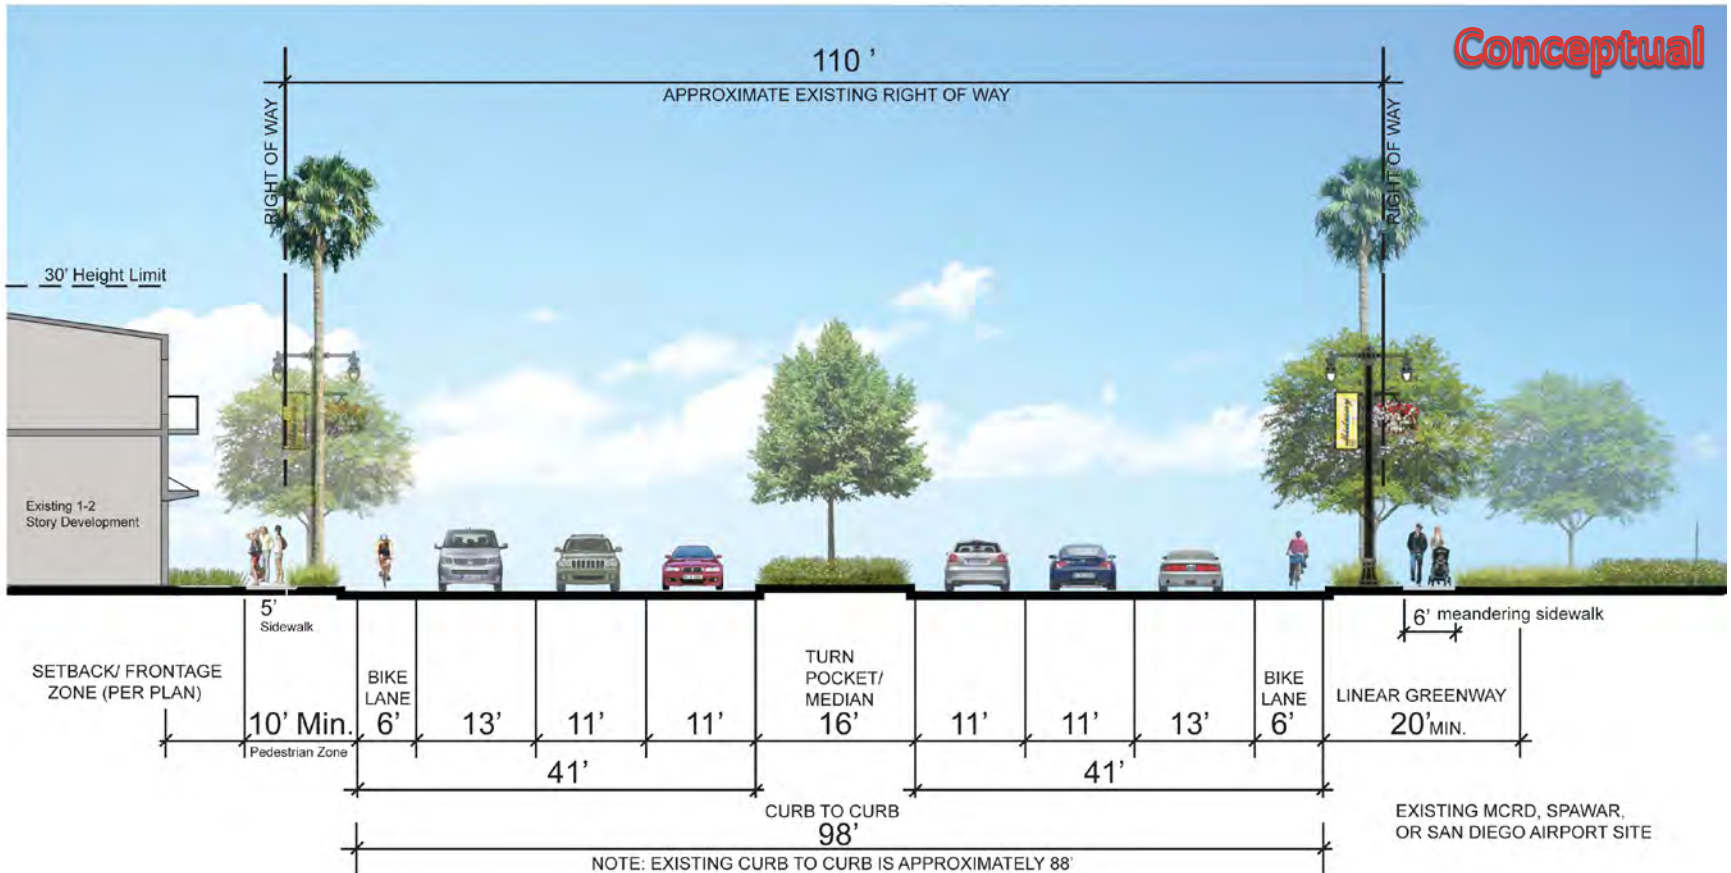 Conceptual
110 '
APPROXIMATE EXISTING RIGHT OF WAY
RIGHT OF WAY
RIGHT OF WAY
30' Height Limit
Existing 1-2
Story Development
Midway
5'
Sidewalk
6' meandering sidewalk
SETBACK/ FRONTAGE
ZONE (PER PLAN)
10' Min.
Pedestrian Zone
BIKE
LANE
6'
13'
11'
11'
TURN
POCKET/
MEDIAN
16'
11'
11'
13'
BIKE
LANE
6'
LINEAR GREENWAY
20' MIN.
41'
41'
CURB TO CURB
98'
NOTE: EXISTING CURB TO CURB IS APPROXIMATELY 88'
EXISTING MCRD, SPAWAR,
OR SAN DIEGO AIRPORT SITE